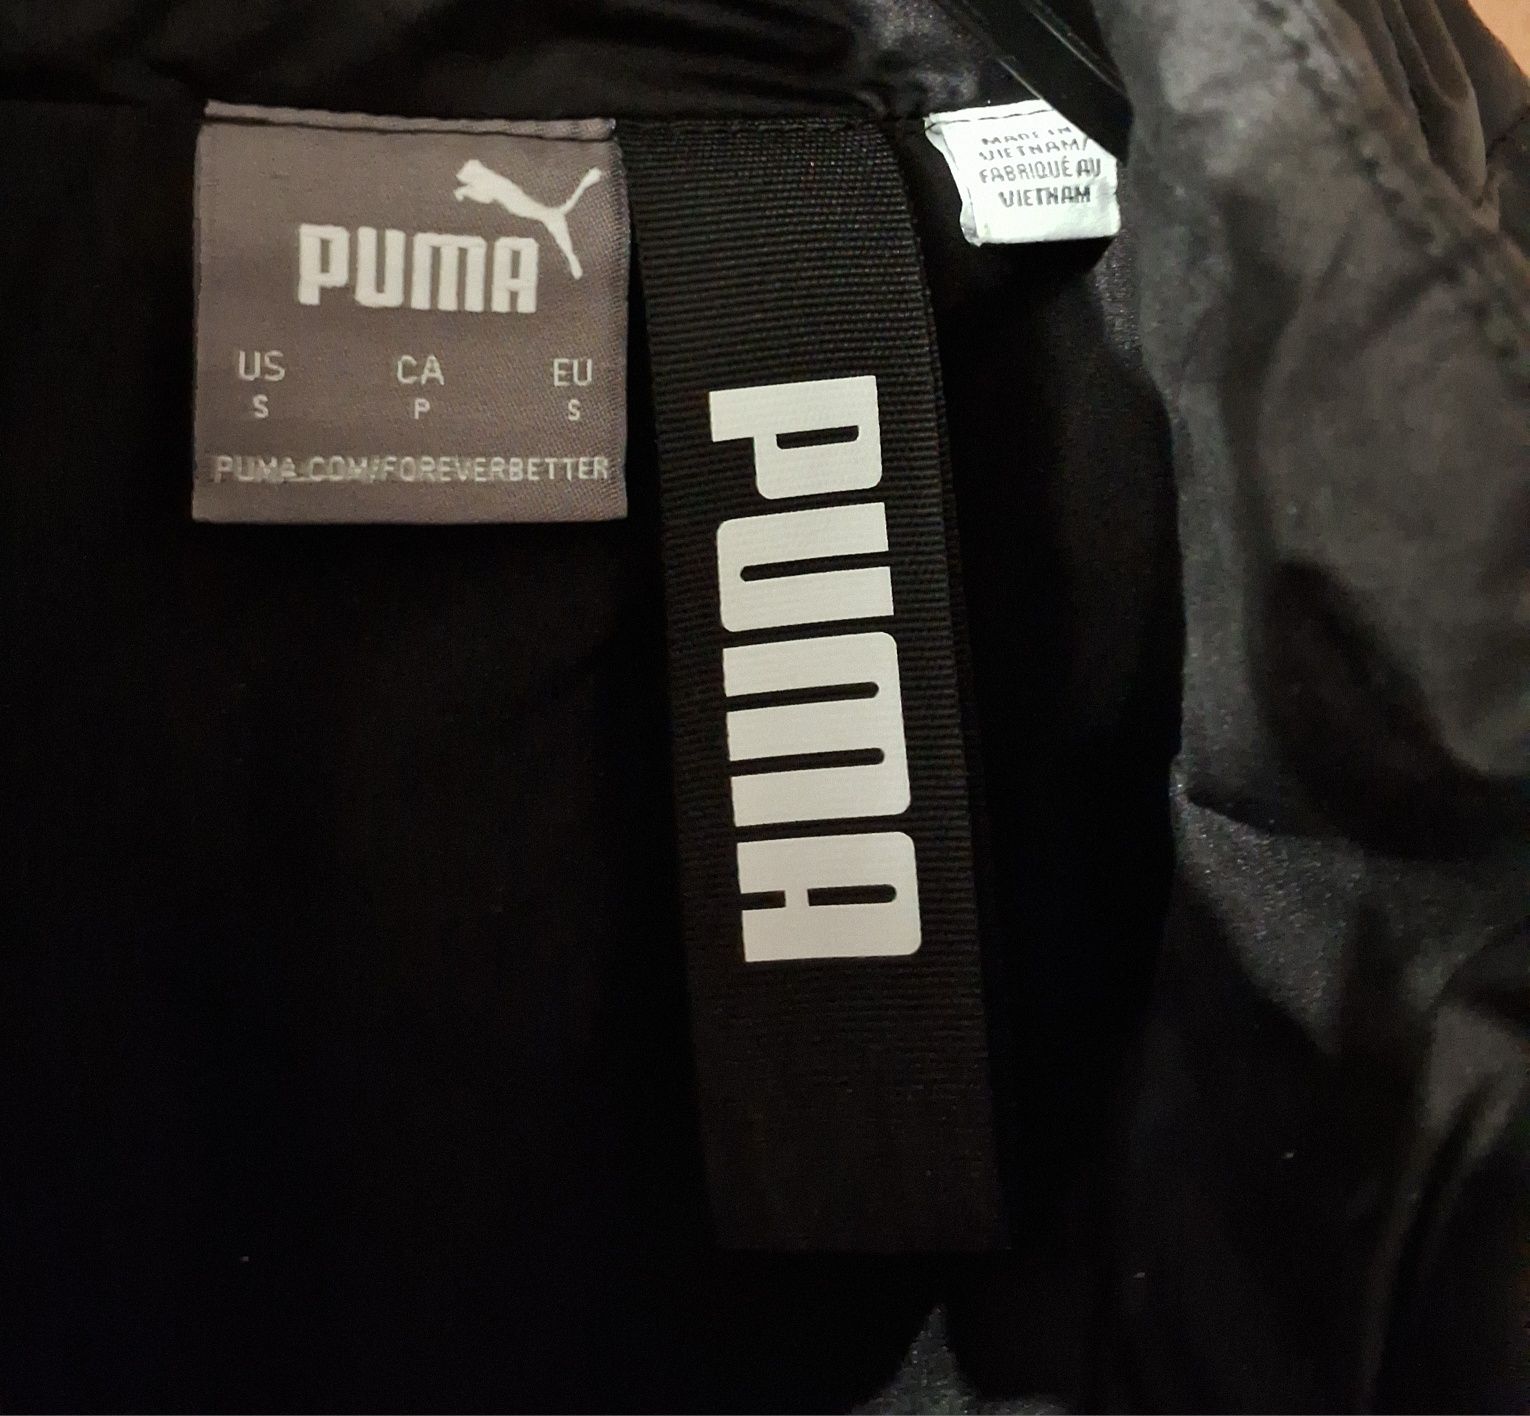 PUMA
US CA EU
S P S
PUMA.COM/FOREVERBETTER
PUMA
MADE IN
VIETNAM/
FABRIQUÉ AU
VIETNAM